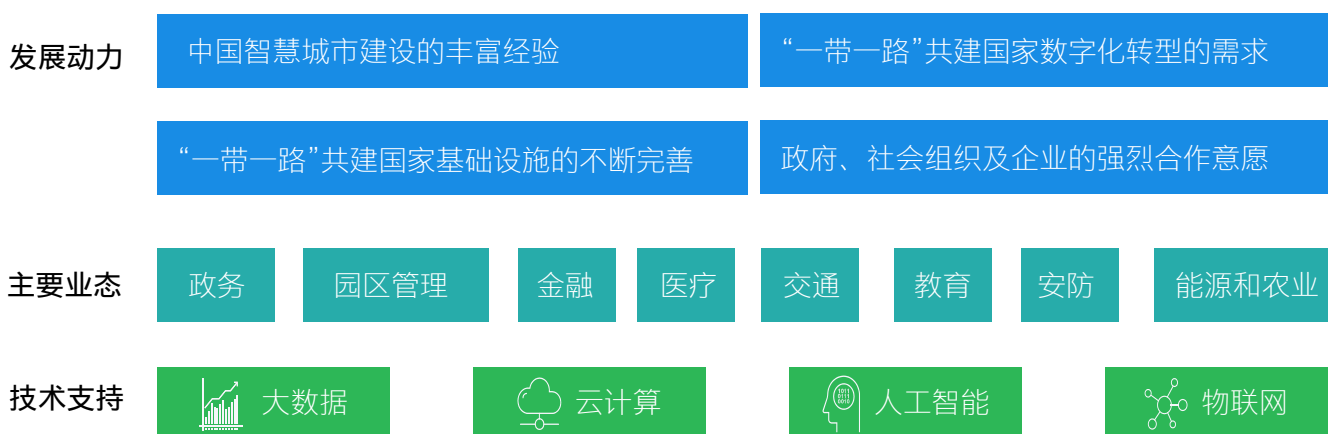 发展动力
中国智慧城市建设的丰富经验
“一带一路”共建国家数字化转型的需求
“一带一路”共建国家基础设施的不断完善
政府、社会组织及企业的强烈合作意愿
主要业态
政务
园区管理
金融
医疗
交通
教育
安防
能源和农业
技术支持
大数据
云计算
1011
0111
0010
人工智能
物联网